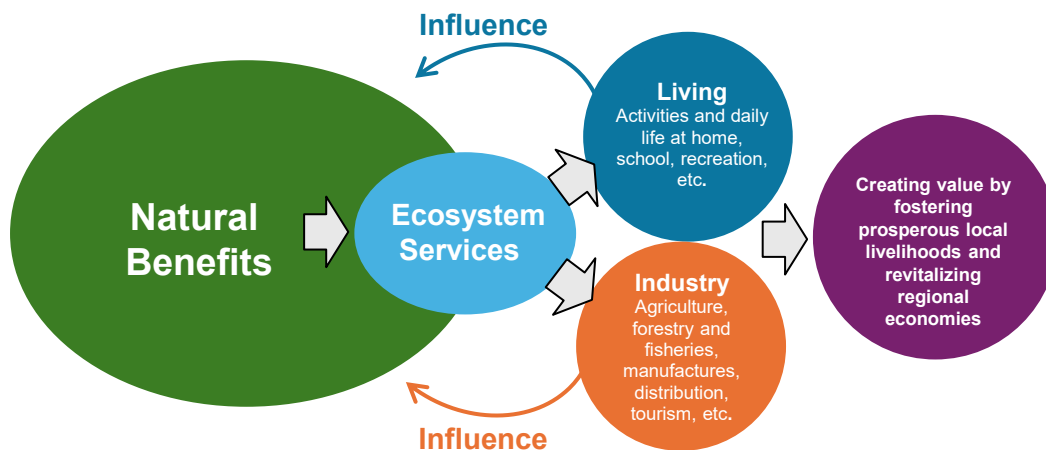 Influence
Natural
Benefits
Ecosystem
Services
Living
Activities and daily
life at home,
school, recreation,
etc.
Industry
Agriculture,
forestry and
fisheries,
manufactures,
distribution,
tourism, etc.
Influence
Creating value by
fostering
prosperous local
livelihoods and
revitalizing
regional
economies